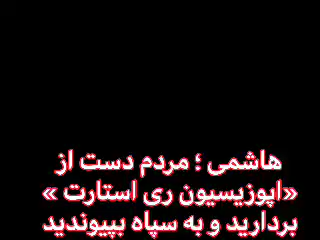 هاشمی ؛ مردم دست از
«اپوزیسیون ری استارت »
بردارید و به سپاه بپیوندید